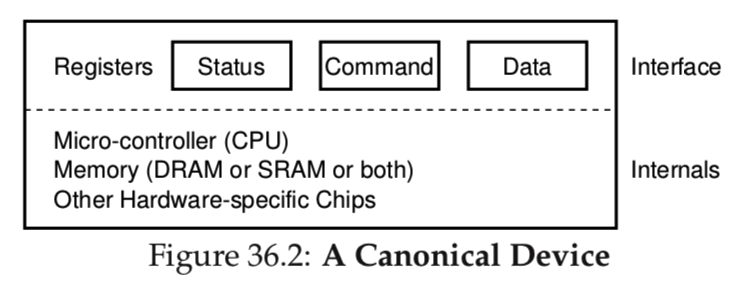 Registers Status Command Data Interface
Micro-controller (CPU)
Memory (DRAM or SRAM or both) Internals
Other Hardware-specific Chips
Figure 36.2: A Canonical Device